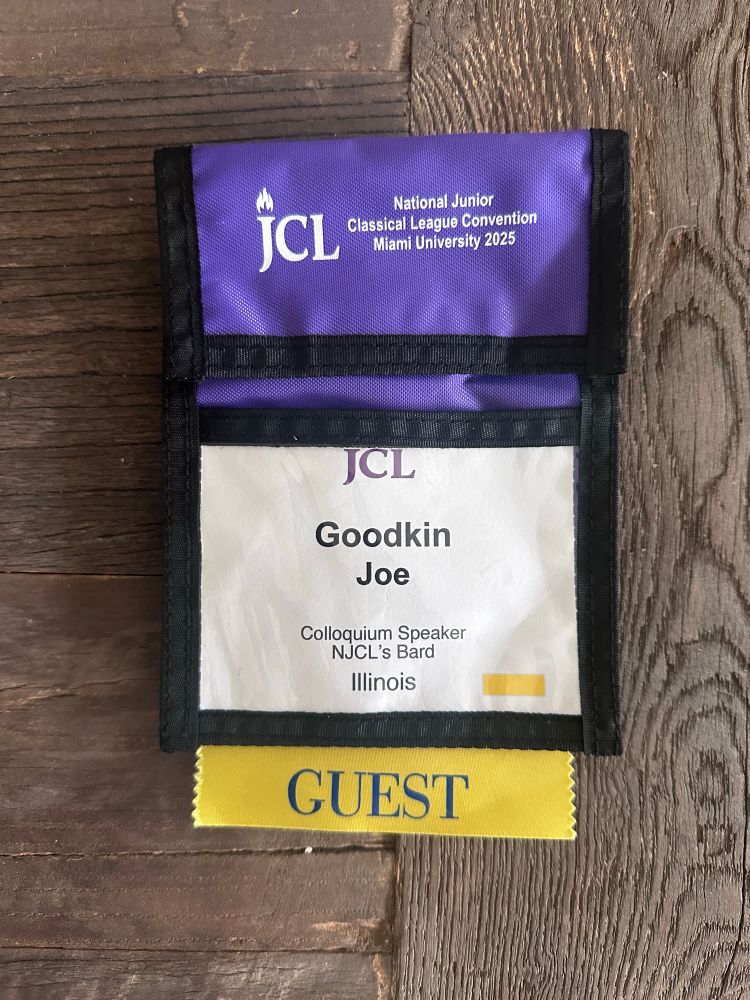 JCL
National Junior
Classical League Convention
Miami University 2025
JCL
Goodkin
Joe
Colloquium Speaker
NJCL's Bard
Illinois
GUEST